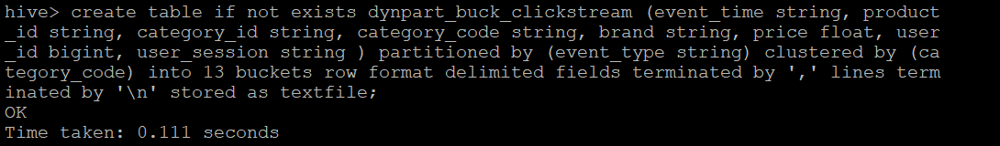 hive> create table if not exists dynpart_buck_clickstream (event_time string, product
_id string, category_id string, category_code string, brand string, price float, user
_id bigint, user_session string ) partitioned by (event_type string) clustered by (ca
tegory_code) into 13 buckets row format delimited fields terminated by ',' lines term
inated by '\n' stored as textfile;
OK
Time taken: 0.111 seconds